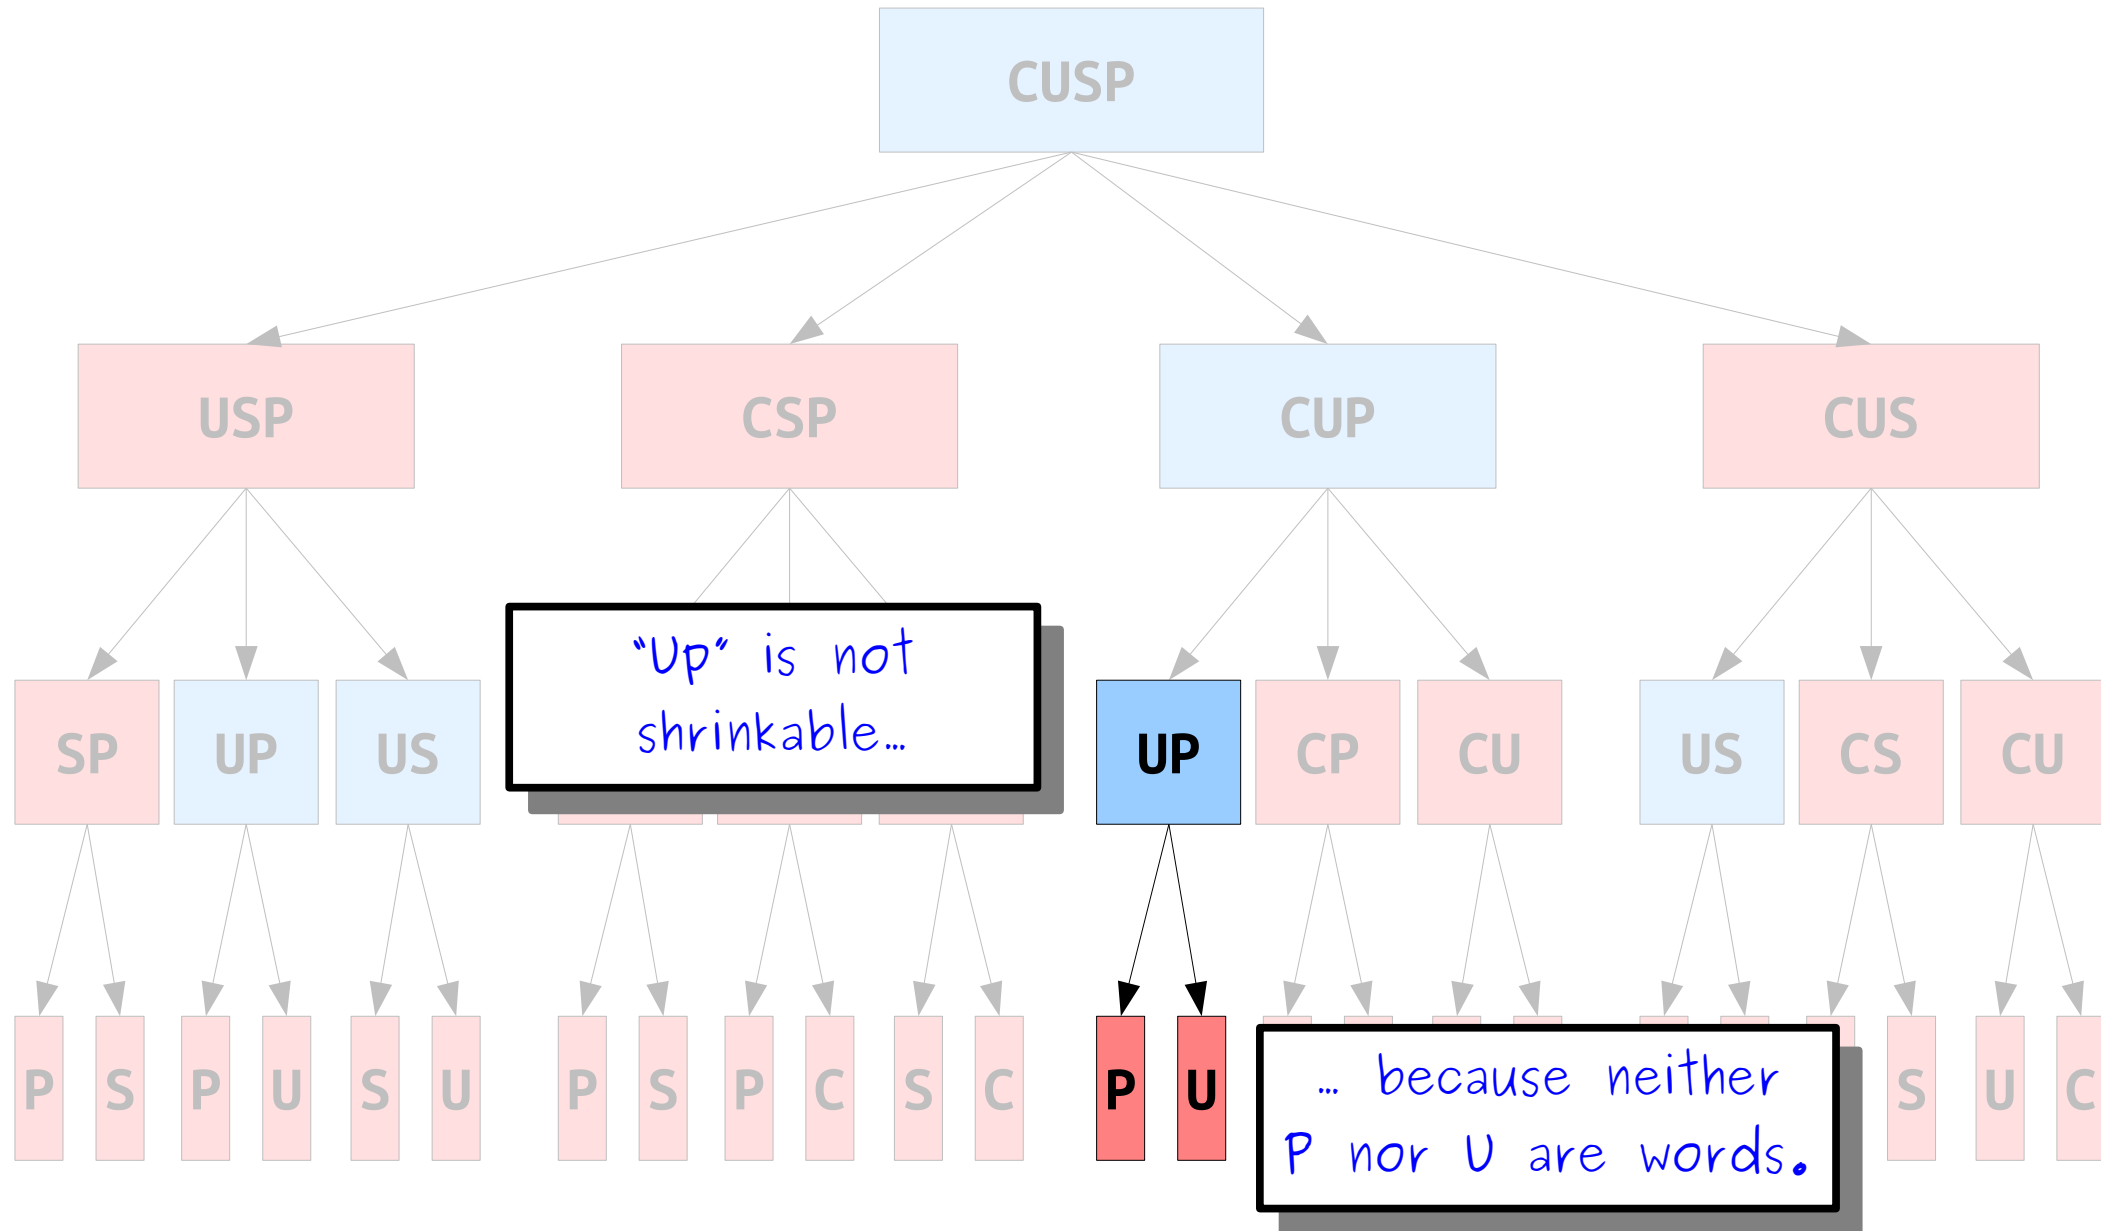 CUSP
USP CSP CUP CUS
"Up" is not
shrinkable...
SP UP US UP CP CU US CS CU
P S P U S U P S P C S C P U S U C
... because neither
P nor U are words.